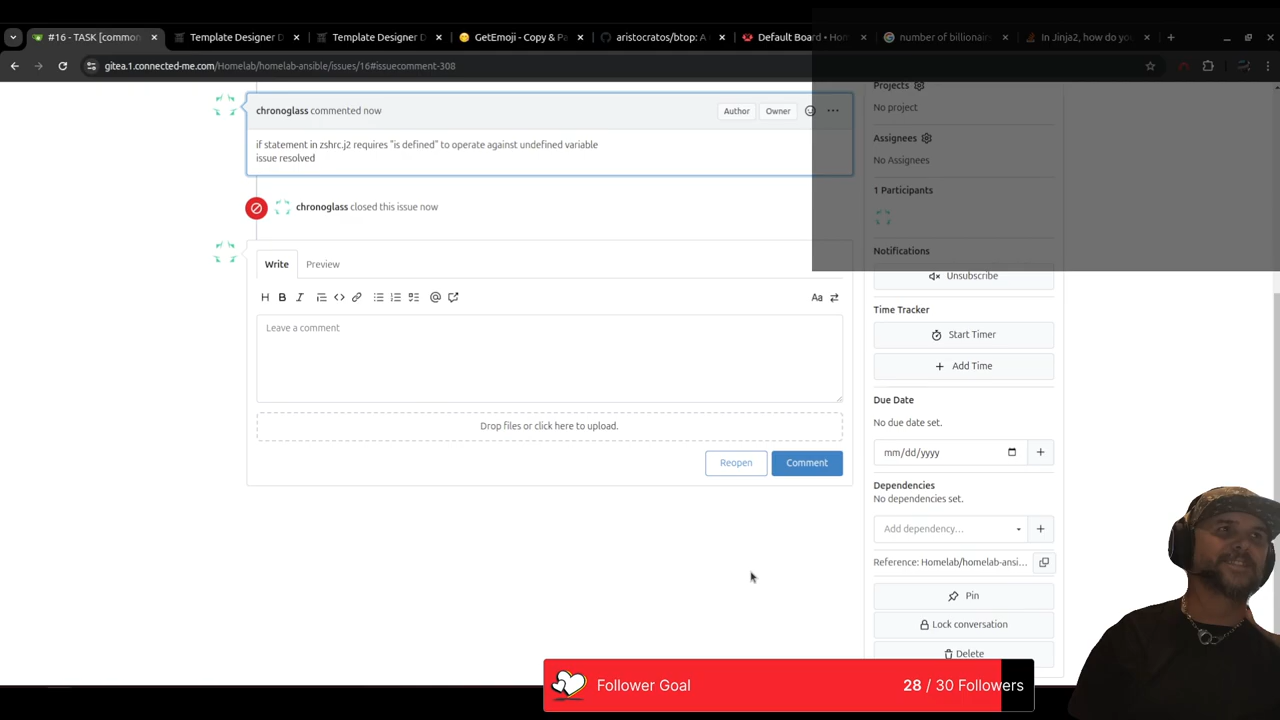 #16 - TASK [common
Template Designer D
Template Designer D
GetEmoji - Copy & Pa
aristocratos/btop: A
Default Board • Hom
number of billionair
In Jinja2, how do you
gitea.1.connected-me.com/Homelab/homelab-ansible/issues/16#issuecomment-308
chronoglass commented now
Author
Owner
if statement in zshrc.j2 requires "is defined" to operate against undefined variable
issue resolved
chronoglass closed this issue now
Write
Preview
H B I
Aa
Leave a comment
Drop files or click here to upload.
Reopen
Comment
Projects
No project
Assignees
No Assignees
1 Participants
Notifications
Unsubscribe
Time Tracker
Start Timer
Add Time
Due Date
No due date set.
mm/dd/yyyy
Dependencies
No dependencies set.
Add dependency...
Reference: Homelab/homelab-ansi...
Pin
Lock conversation
Delete
Follower Goal
28 / 30 Followers